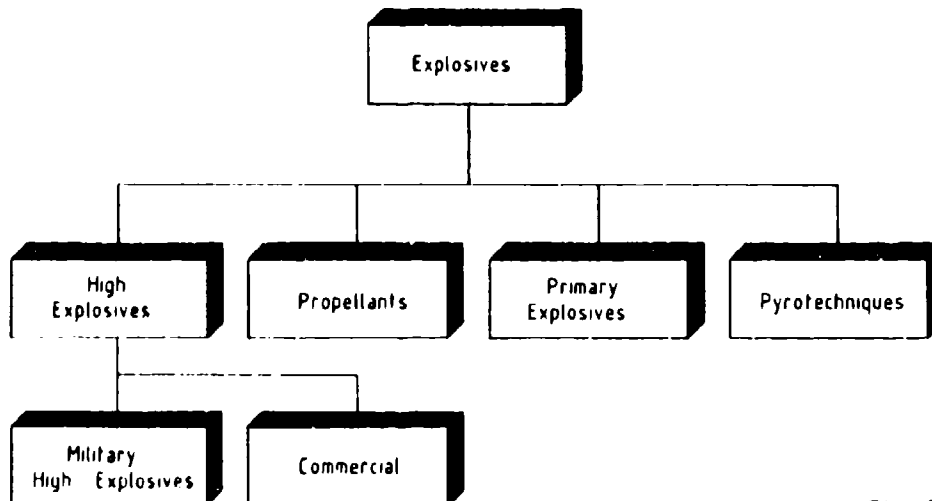 Explosives
High
Explosives
Propellants
Primary
Explosives
Pyrotechniques
Military
High Explosives
Commercial